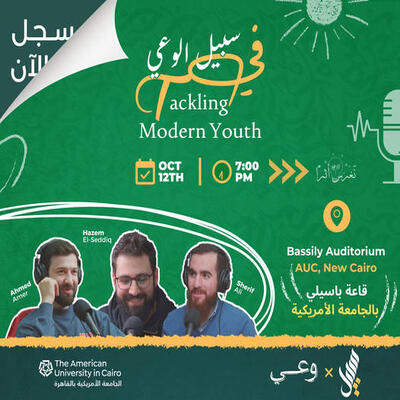 سجل
الآن
في سبيل الوعي
Tackling
Modern Youth
OCT
12TH
7:00
PM
Bassily Auditorium
AUC, New Cairo
قاعة باسيلي
بالجامعة الأمريكية
Ahmed
Amer
Hazem
El-Seddiq
Sherif
Ali
The American
University in Cairo
الجامعة الأمريكية بالقاهرة
وعي ×